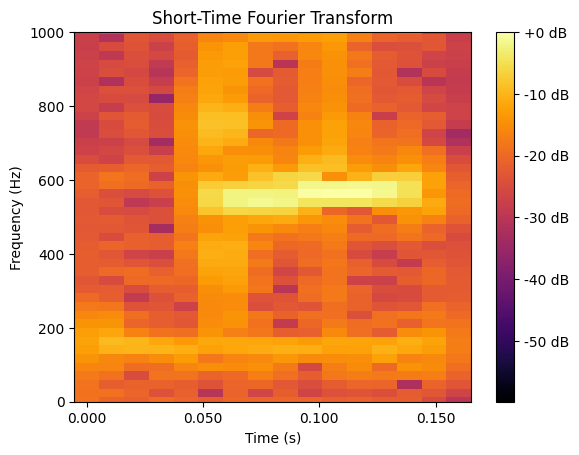 Short-Time Fourier Transform
1000
800
600
400
200
0
Frequency (Hz)
0.000
0.050
0.100
0.150
Time (s)
+0 dB
-10 dB
-20 dB
-30 dB
-40 dB
-50 dB